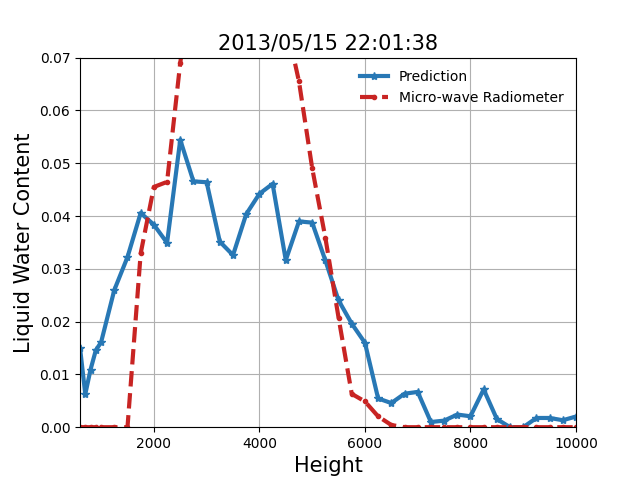 2013/05/15 22:01:38
Prediction
Micro-wave Radiometer
Liquid Water Content
0.07
0.06
0.05
0.04
0.03
0.02
0.01
0.00
2000 4000 6000 8000 10000
Height